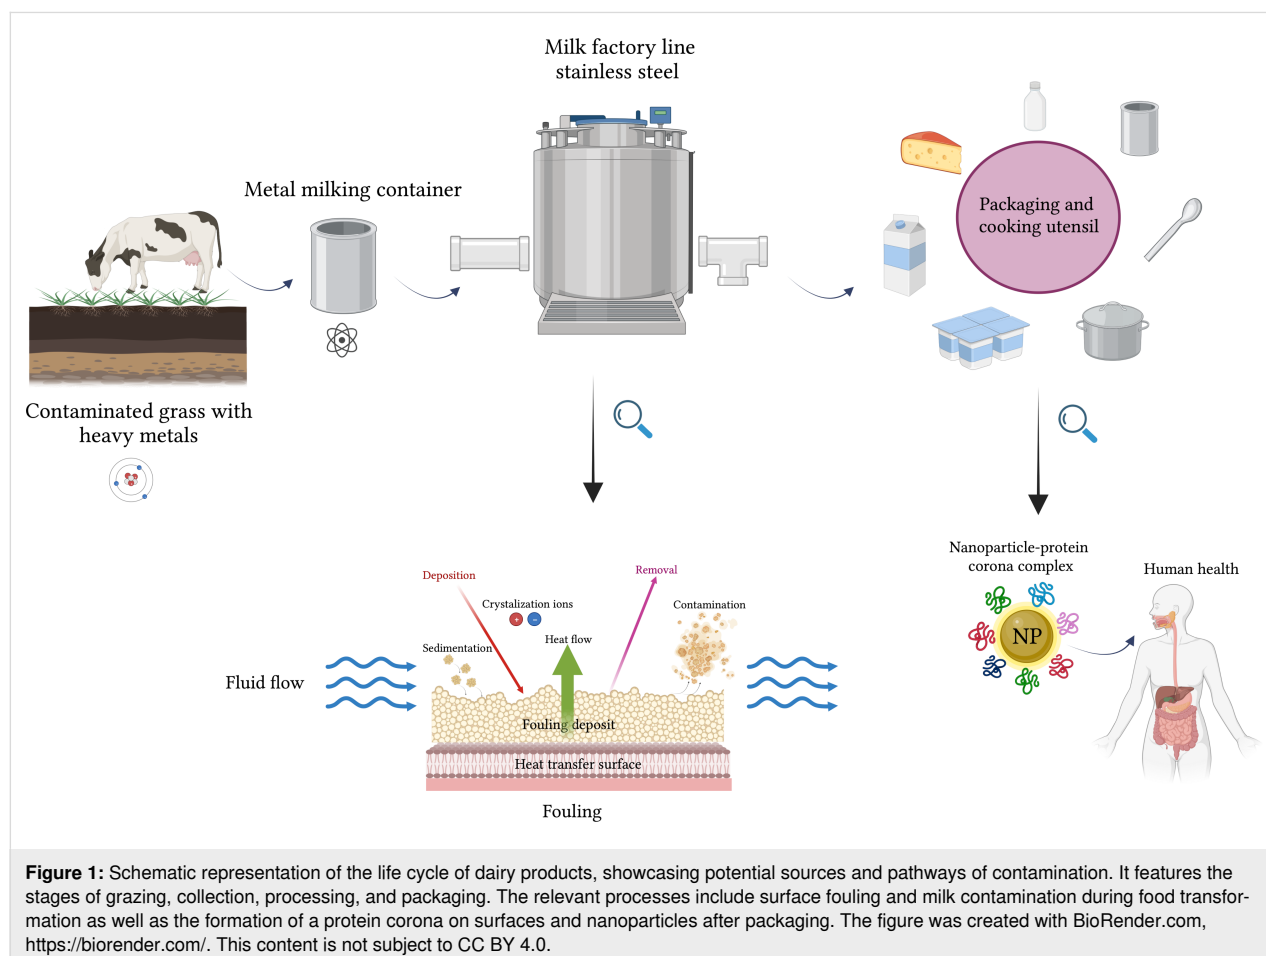 Milk factory line
stainless steel
Metal milking container
Packaging and
cooking utensil
Contaminated grass with
heavy metals
Nanoparticle-protein
corona complex
Human health
NP
Deposition
Removal
Crystalization ions
+ −
Contamination
Sedimentation
Heat flow
Fluid flow
Fouling deposit
Heat transfer surface
Fouling
Figure 1: Schematic representation of the life cycle of dairy products, showcasing potential sources and pathways of contamination. It features the
stages of grazing, collection, processing, and packaging. The relevant processes include surface fouling and milk contamination during food transfor-
mation as well as the formation of a protein corona on surfaces and nanoparticles after packaging. The figure was created with BioRender.com,
https://biorender.com/. This content is not subject to CC BY 4.0.